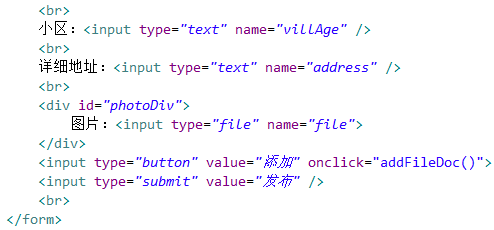 <br>
小区：<input type="text" name="villAge" />
<br>
详细地址：<input type="text" name="address" />
<br>
<div id="photoDiv">
图片：<input type="file" name="file">
</div>
<input type="button" value="添加" onclick="addFileDoc()">
<input type="submit" value="发布" />
<br>
</form>